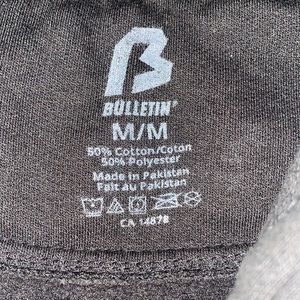 B
BULLETIN®
M/M
50% Cotton/Coton
50% Polyester
Made in Pakistan
Fait au Pakistan
CA 14878